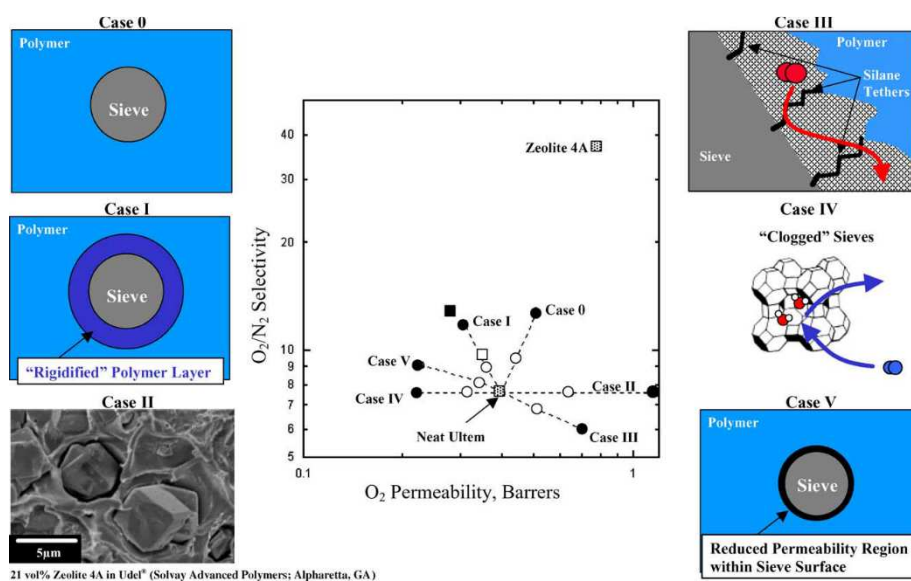 Case 0
Polymer
Sieve
Case I
Polymer
Sieve
"Rigidified" Polymer Layer
Case II
5µm
21 vol% Zeolite 4A in Udel® (Solvay Advanced Polymers; Alpharetta, GA)
O2/N2 Selectivity
40
30
20
10
9
8
7
6
5
0.1
1
O2 Permeability, Barrers
Zeolite 4A
Case I
Case 0
Case V
Case IV
Case II
Neat Ultem
Case III
Case III
Polymer
Silane
Tethers
Sieve
Case IV
"Clogged" Sieves
Case V
Polymer
Sieve
Reduced Permeability Region
within Sieve Surface